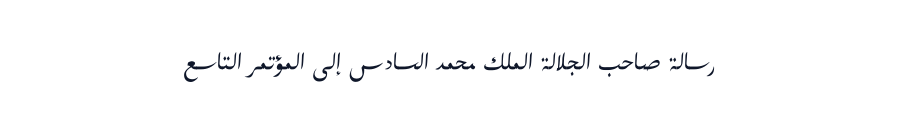 رسالة صاحب الجلالة الملك محمد السادس إلى المؤتمر التاسع